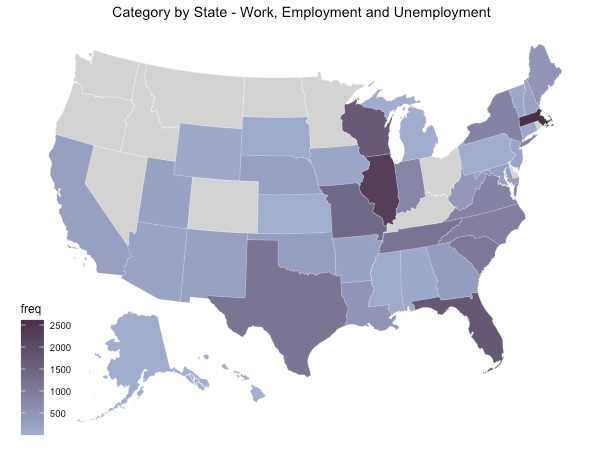 Category by State - Work, Employment and Unemployment
freq
2500
2000
1500
1000
500